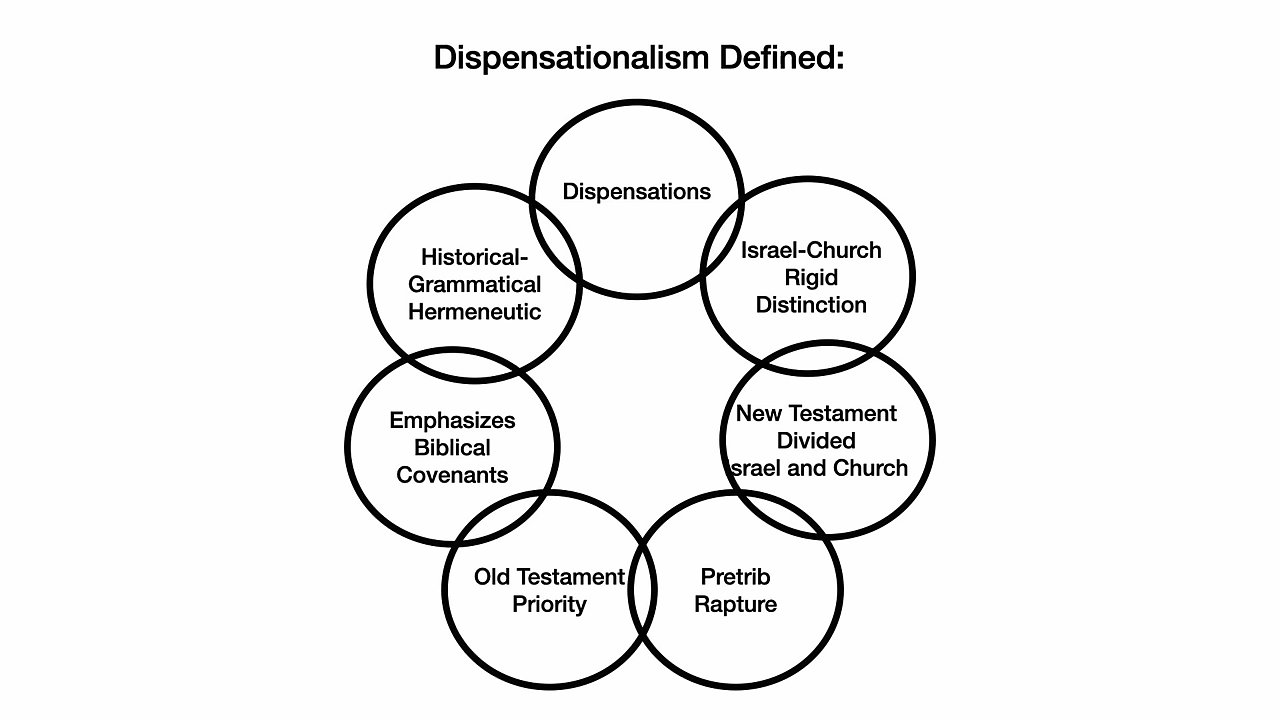 Dispensationalism Defined:
Dispensations
Israel-Church
Rigid
Distinction
New Testament
Divided
Israel and Church
Pretrib
Rapture
Old Testament
Priority
Emphasizes
Biblical
Covenants
Historical-
Grammatical
Hermeneutic